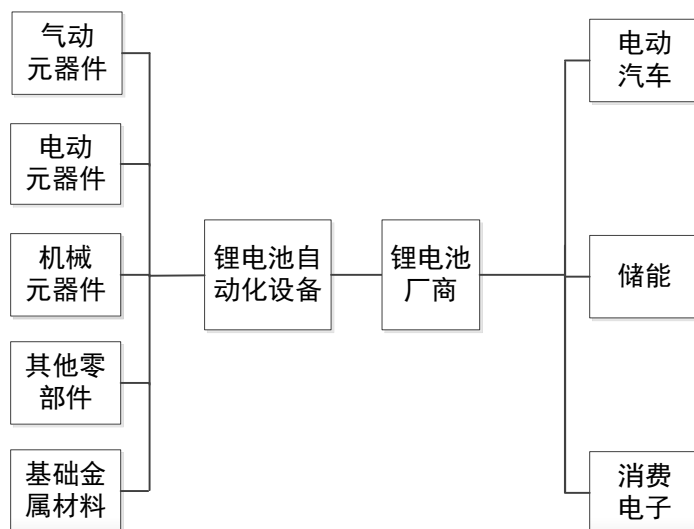 气动
元器件
电动
元器件
机械
元器件
其他零
部件
基础金
属材料
锂电池自
动化设备
锂电池
厂商
电动
汽车
储能
消费
电子